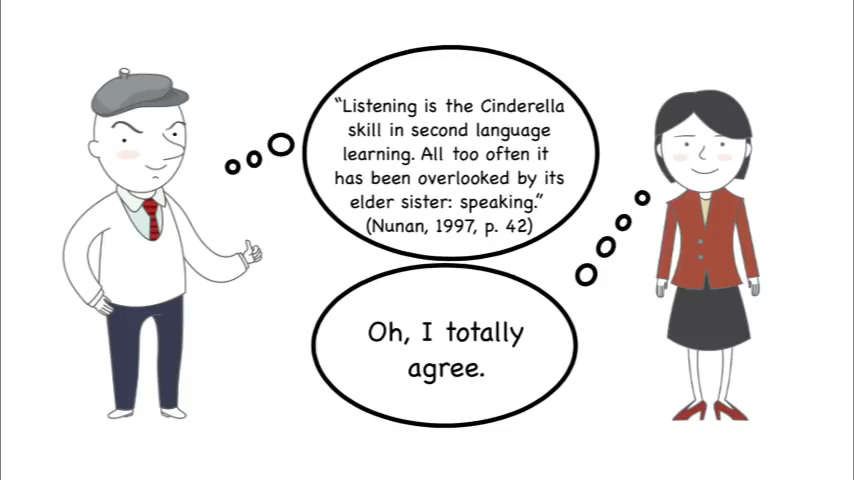 "Listening is the Cinderella
skill in second language
learning. All too often it
has been overlooked by its
elder sister: speaking."
(Nunan, 1997, p. 42)
Oh, I totally
agree.